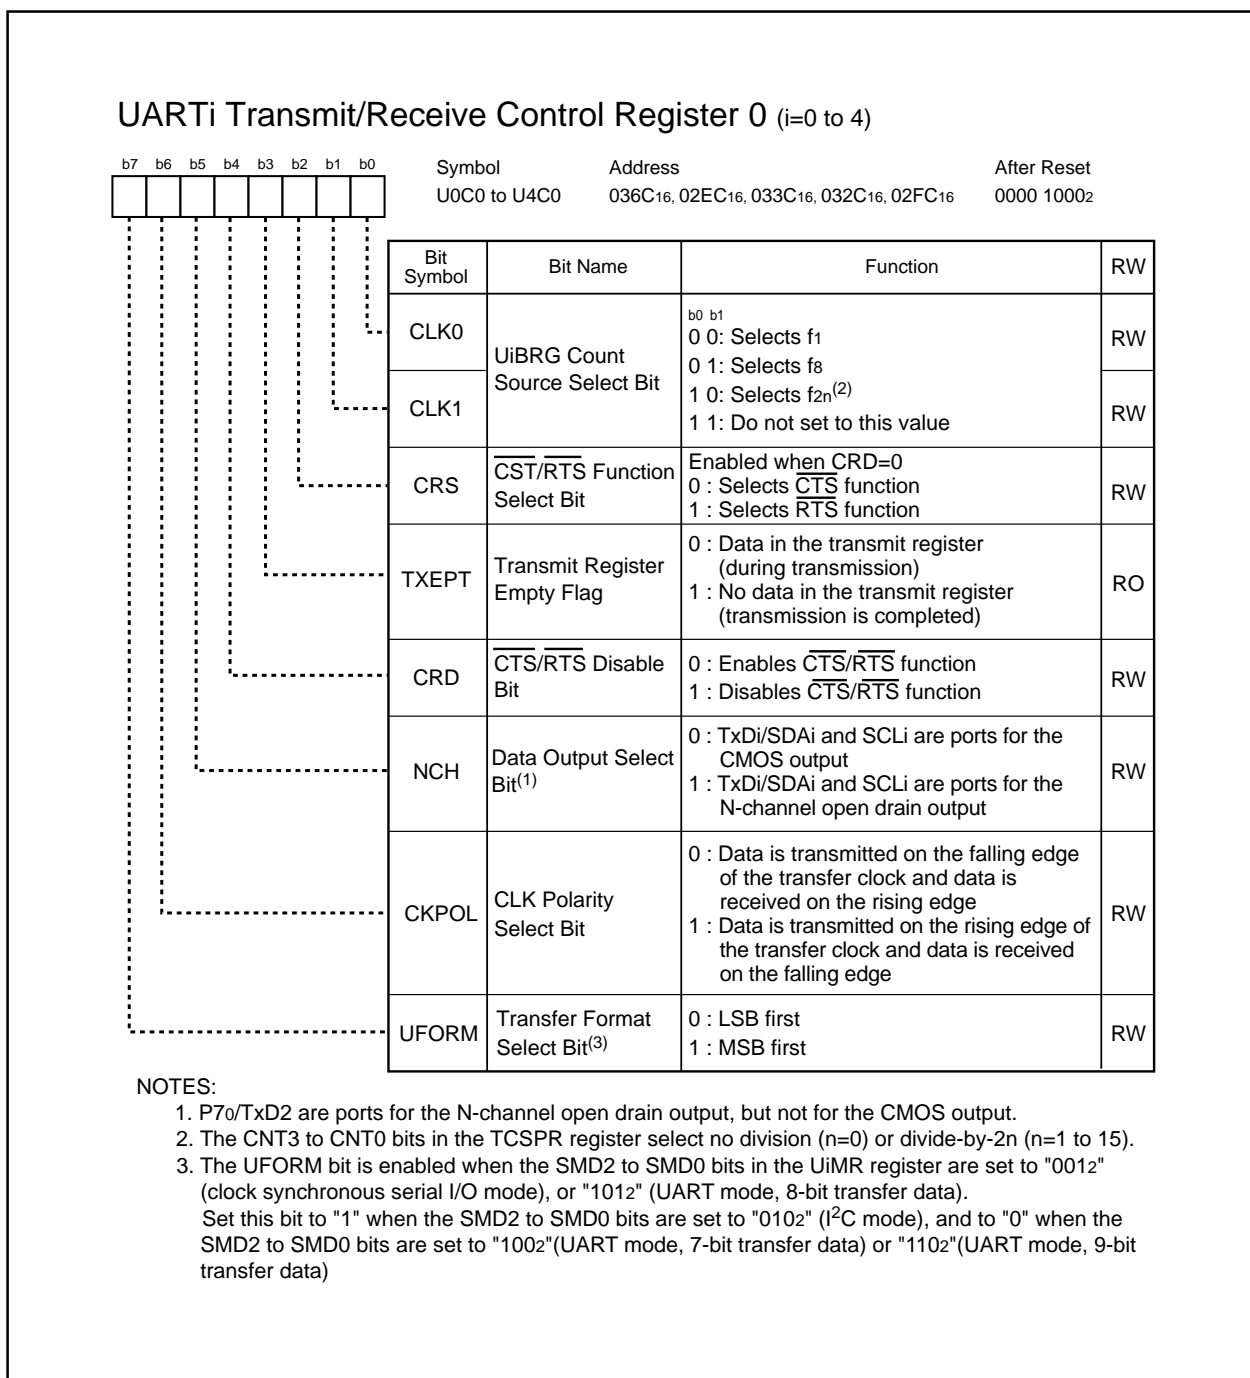 UARTi Transmit/Receive Control Register 0 (i=0 to 4)
b7 b6 b5 b4 b3 b2 b1 b0
Symbol Address After Reset
U0C0 to U4C0 036C16, 02EC16, 033C16, 032C16, 02FC16 0000 10002
Bit Symbol Bit Name Function RW
CLK0
UiBRG Count
Source Select Bit
b0 b1
0 0: Selects f1
0 1: Selects f8
1 0: Selects f2n(2)
1 1: Do not set to this value
RW
CLK1
RW
CRS
CST/RTS Function
Select Bit
Enabled when CRD=0
0 : Selects CTS function
1 : Selects RTS function
RW
TXEPT
Transmit Register
Empty Flag
0 : Data in the transmit register
(during transmission)
1 : No data in the transmit register
(transmission is completed)
RO
CRD
CTS/RTS Disable
Bit
0 : Enables CTS/RTS function
1 : Disables CTS/RTS function
RW
NCH
Data Output Select
Bit(1)
0 : TxDi/SDAi and SCLi are ports for the
CMOS output
1 : TxDi/SDAi and SCLi are ports for the
N-channel open drain output
RW
CKPOL
CLK Polarity
Select Bit
0 : Data is transmitted on the falling edge
of the transfer clock and data is
received on the rising edge
1 : Data is transmitted on the rising edge of
the transfer clock and data is received
on the falling edge
RW
UFORM
Transfer Format
Select Bit(3)
0 : LSB first
1 : MSB first
RW
NOTES:
1. P70/TxD2 are ports for the N-channel open drain output, but not for the CMOS output.
2. The CNT3 to CNT0 bits in the TCSPR register select no division (n=0) or divide-by-2n (n=1 to 15).
3. The UFORM bit is enabled when the SMD2 to SMD0 bits in the UiMR register are set to "0012"
(clock synchronous serial I/O mode), or "1012" (UART mode, 8-bit transfer data).
Set this bit to "1" when the SMD2 to SMD0 bits are set to "0102" (I2C mode), and to "0" when the
SMD2 to SMD0 bits are set to "1002"(UART mode, 7-bit transfer data) or "1102"(UART mode, 9-bit
transfer data)